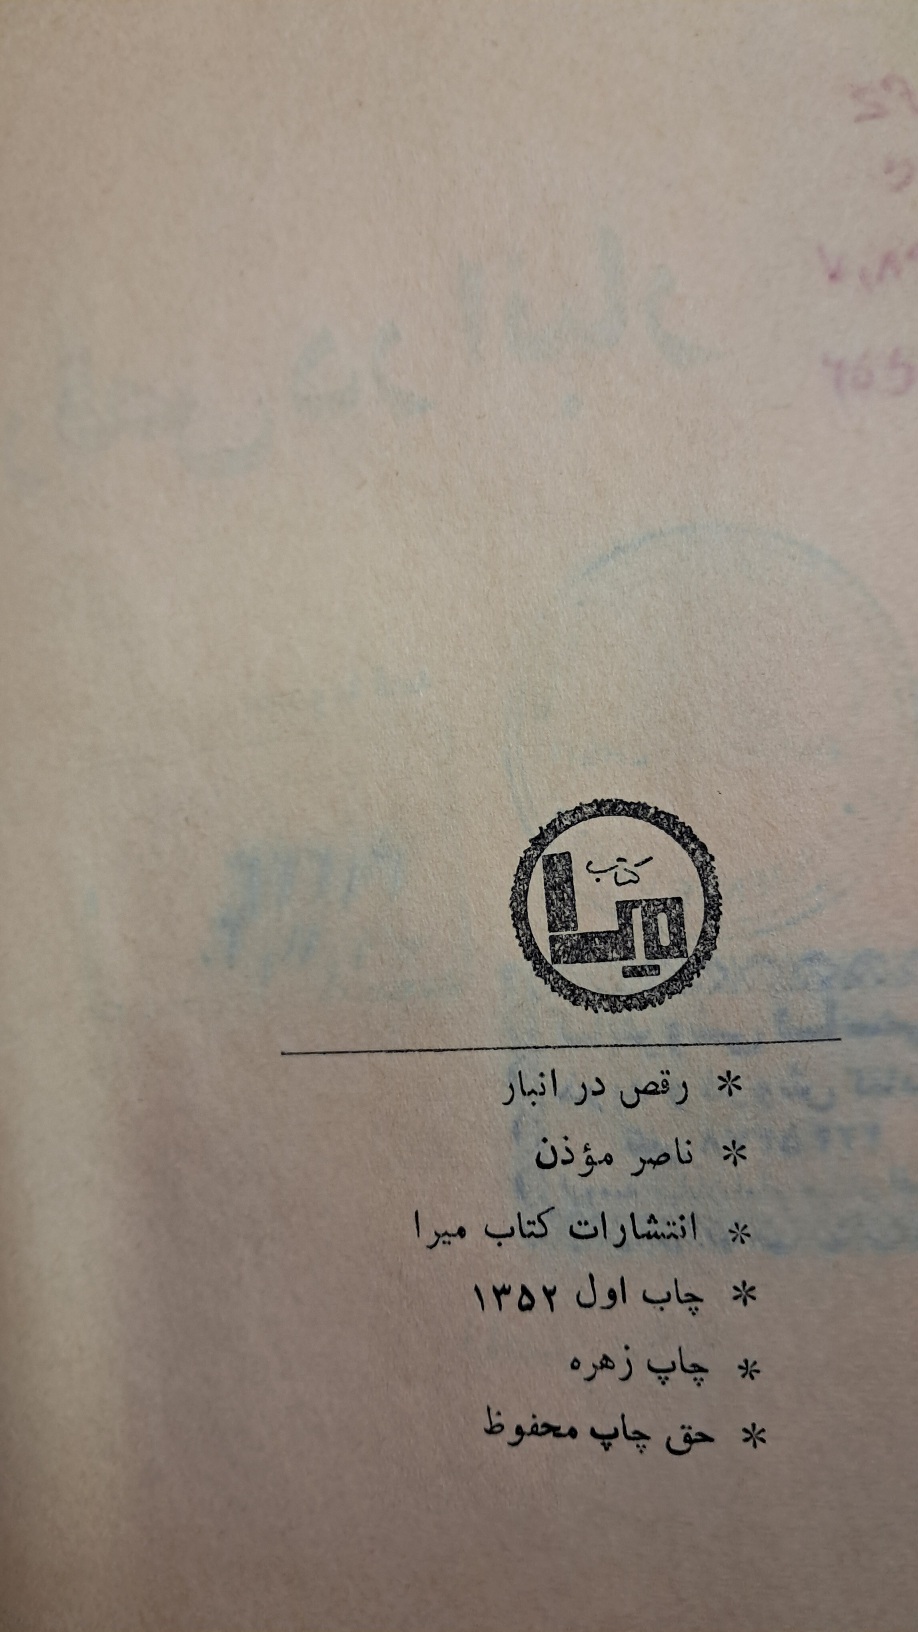 کتاب
میرا
* رقص در انبار
* ناصر مؤذن
* انتشارات کتاب میرا
* چاپ اول ۱۳۵۲
* چاپ زهره
* حق چاپ محفوظ